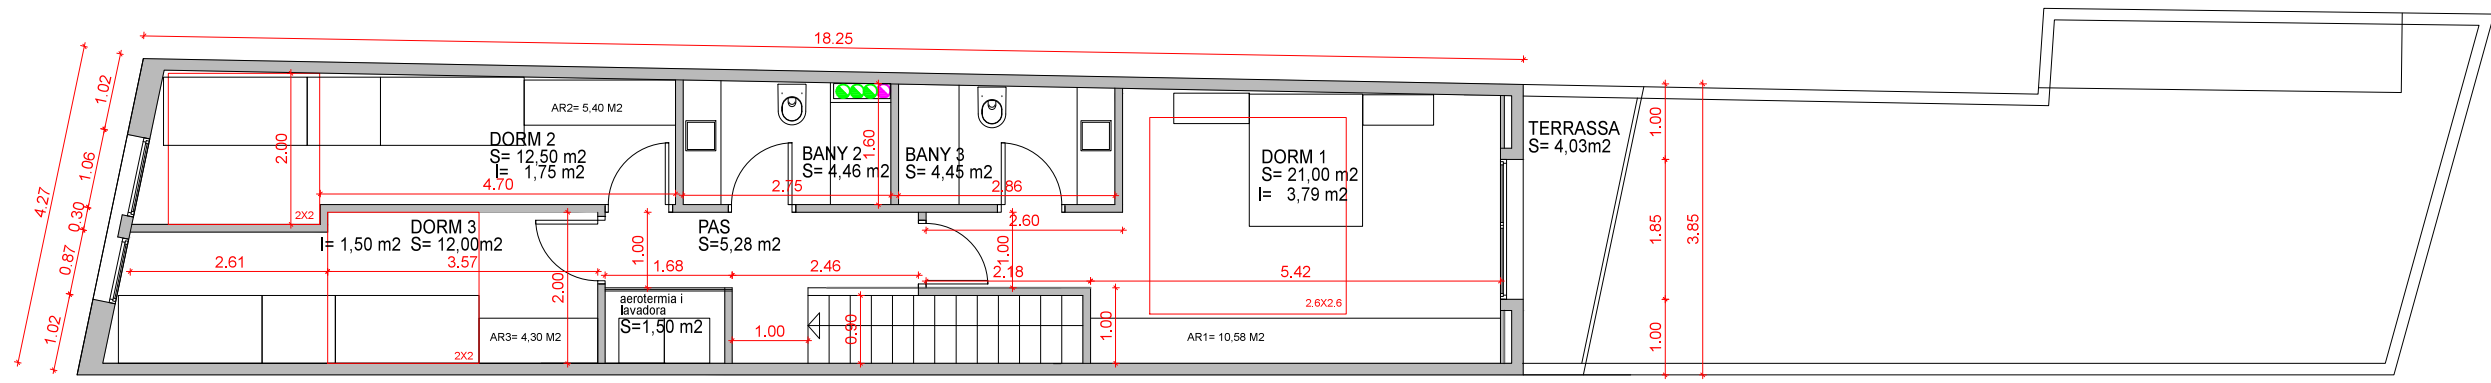 18.25
4.27
1.02
1.06
0.30
0.87
1.02
2.00
2X2
AR2= 5,40 M2
DORM 2
S= 12,50 m2
I= 1,75 m2
4.70
BANY 2
S= 4,46 m2
1.60
2.75
BANY 3
S= 4,45 m2
2.86
2.60
DORM 1
S= 21,00 m2
I= 3,79 m2
TERRASSA
S= 4,03m2
1.00
1.85
3.85
1.00
DORM 3
I= 1,50 m2 S= 12,00m2
2.61
3.57
2.00
2X2
AR3= 4,30 M2
PAS
S=5,28 m2
1.00
1.68
2.46
1.00
2.18
5.42
aerotermia i
lavadora
S=1,50 m2
1.00
0.90
1.00
2.6X2.6
AR1= 10,58 M2